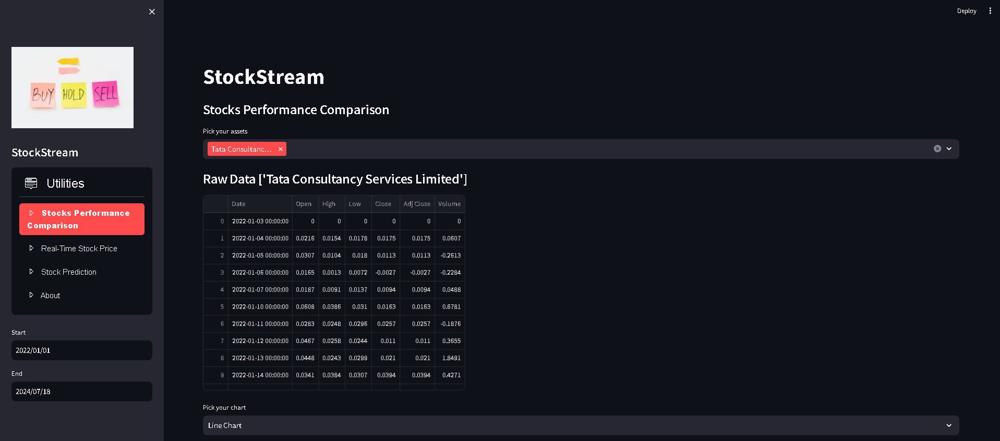 Deploy
BUY HOLD SELL
StockStream
Utilities
Stocks Performance
Comparison
Real-Time Stock Price
Stock Prediction
About
Start
2022/01/01
End
2024/07/18
StockStream
Stocks Performance Comparison
Pick your assets
Tata Consultanc...
Raw Data ['Tata Consultancy Services Limited']
Date Open High Low Close Adj Close Volume
0 2022-01-03 00:00:00 0 0 0 0 0 0
1 2022-01-04 00:00:00 0.0216 0.0154 0.0178 0.0175 0.0175 0.0607
2 2022-01-05 00:00:00 0.0307 0.0104 0.018 0.0113 0.0113 -0.2613
3 2022-01-06 00:00:00 0.0165 0.0013 0.0072 -0.0027 -0.0027 -0.2284
4 2022-01-07 00:00:00 0.0187 0.0091 0.0137 0.0094 0.0094 0.0488
5 2022-01-10 00:00:00 0.0608 0.0386 0.031 0.0163 0.0163 0.6781
6 2022-01-11 00:00:00 0.0283 0.0248 0.0296 0.0257 0.0257 -0.1876
7 2022-01-12 00:00:00 0.0467 0.0258 0.0244 0.011 0.011 0.3655
8 2022-01-13 00:00:00 0.0448 0.0243 0.0299 0.021 0.021 1.8491
9 2022-01-14 00:00:00 0.0341 0.0384 0.0307 0.0394 0.0394 0.4271
Pick your chart
Line Chart